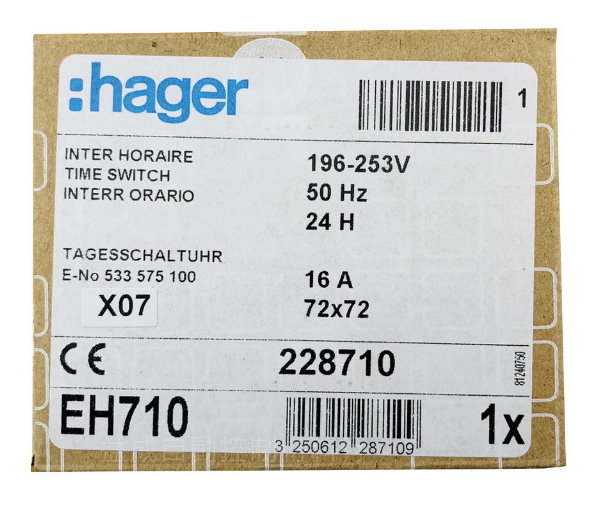 :hager
1
INTER HORAIRE
TIME SWITCH
INTERR ORARIO
196-253V
50 Hz
24 H
TAGESSCHALTUHR
E-No 533 575 100
X07
16 A
72x72
CE
228710
81240750
EH710
3 250612 287109
1x